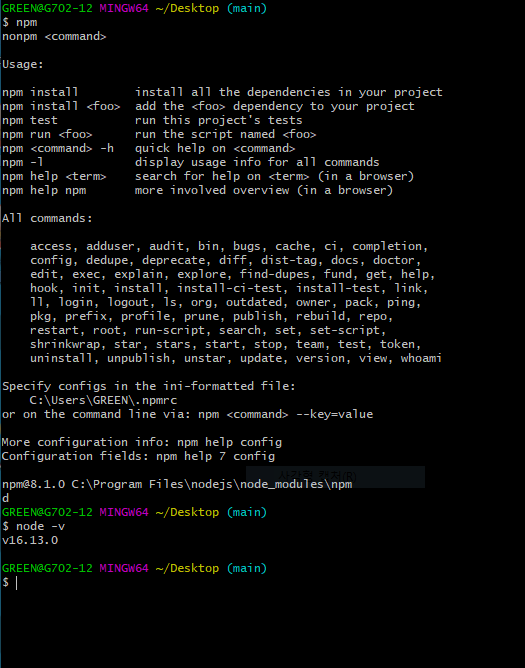 GREEN@G702-12 MINGW64 ~/Desktop (main)
$ npm
nonpm <command>
Usage:
npm install        install all the dependencies in your project
npm install <foo>  add the <foo> dependency to your project
npm test           run this project's tests
npm run <foo>      run the script named <foo>
npm <command> -h   quick help on <command>
npm -l             display usage info for all commands
npm help <term>    search for help on <term> (in a browser)
npm help npm       more involved overview (in a browser)
All commands:
access, adduser, audit, bin, bugs, cache, ci, completion,
config, dedupe, deprecate, diff, dist-tag, docs, doctor,
edit, exec, explain, explore, find-dupes, fund, get, help,
hook, init, install, install-ci-test, install-test, link,
ll, login, logout, ls, org, outdated, owner, pack, ping,
pkg, prefix, profile, prune, publish, rebuild, repo,
restart, root, run-script, search, set, set-script,
shrinkwrap, star, stars, start, stop, team, test, token,
uninstall, unpublish, unstar, update, version, view, whoami
Specify configs in the ini-formatted file:
C:\Users\GREEN\.npmrc
or on the command line via: npm <command> --key=value
More configuration info: npm help config
Configuration fields: npm help 7 config
npm@8.1.0 C:\Program Files\nodejs\node_modules\npm
d
GREEN@G702-12 MINGW64 ~/Desktop (main)
$ node -v
v16.13.0
GREEN@G702-12 MINGW64 ~/Desktop (main)
$